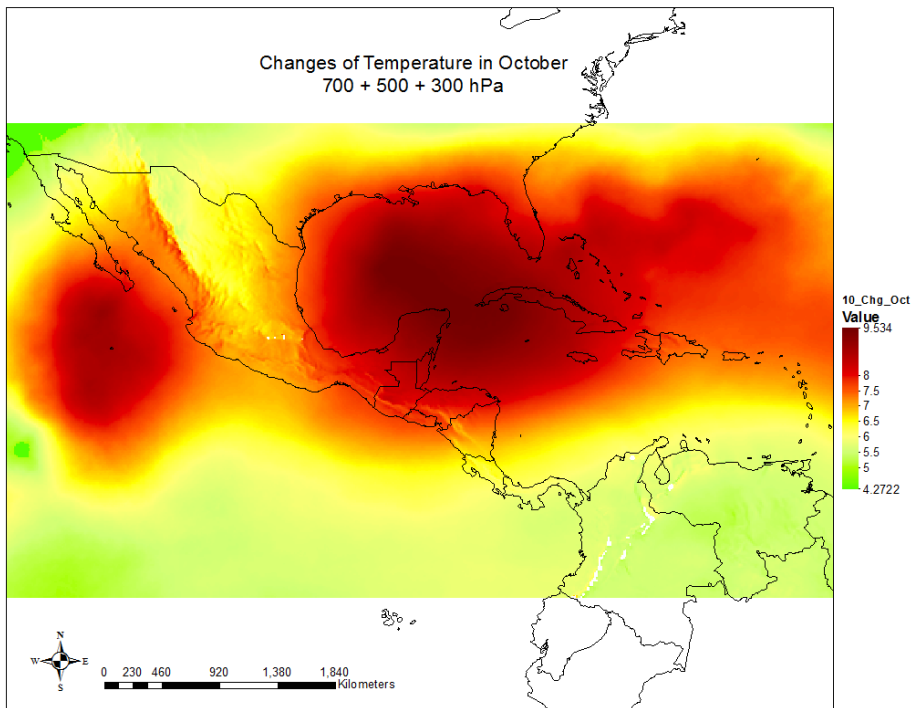 Changes of Temperature in October
700 + 500 + 300 hPa
10_Chg_Oct
Value
9.534
8
7.5
7
6.5
6
5.5
5
4.2722
N
W
E
S
0 230 460 920 1,380 1,840
Kilometers